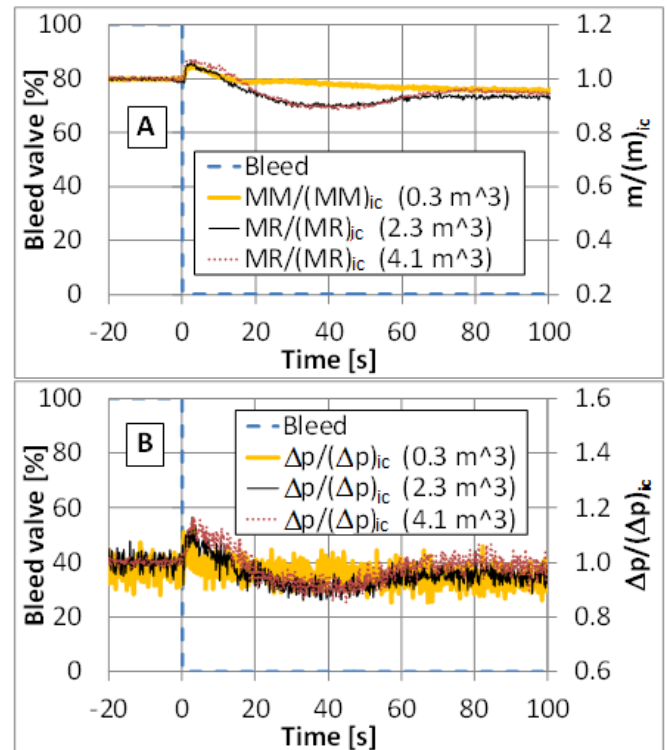 100
80
60
40
20
0
Bleed valve [%]
A
Bleed
MM/(MM)ic (0.3 m^3)
MR/(MR)ic (2.3 m^3)
MR/(MR)ic (4.1 m^3)
1.2
1.0
0.8
0.6
0.4
0.2
m/(m)ic
-20 0 20 40 60 80 100
Time [s]
100
80
60
40
20
0
Bleed valve [%]
B
Bleed
Δp/(Δp)ic (0.3 m^3)
Δp/(Δp)ic (2.3 m^3)
Δp/(Δp)ic (4.1 m^3)
1.6
1.4
1.2
1.0
0.8
0.6
Δp/(Δp)ic
-20 0 20 40 60 80 100
Time [s]